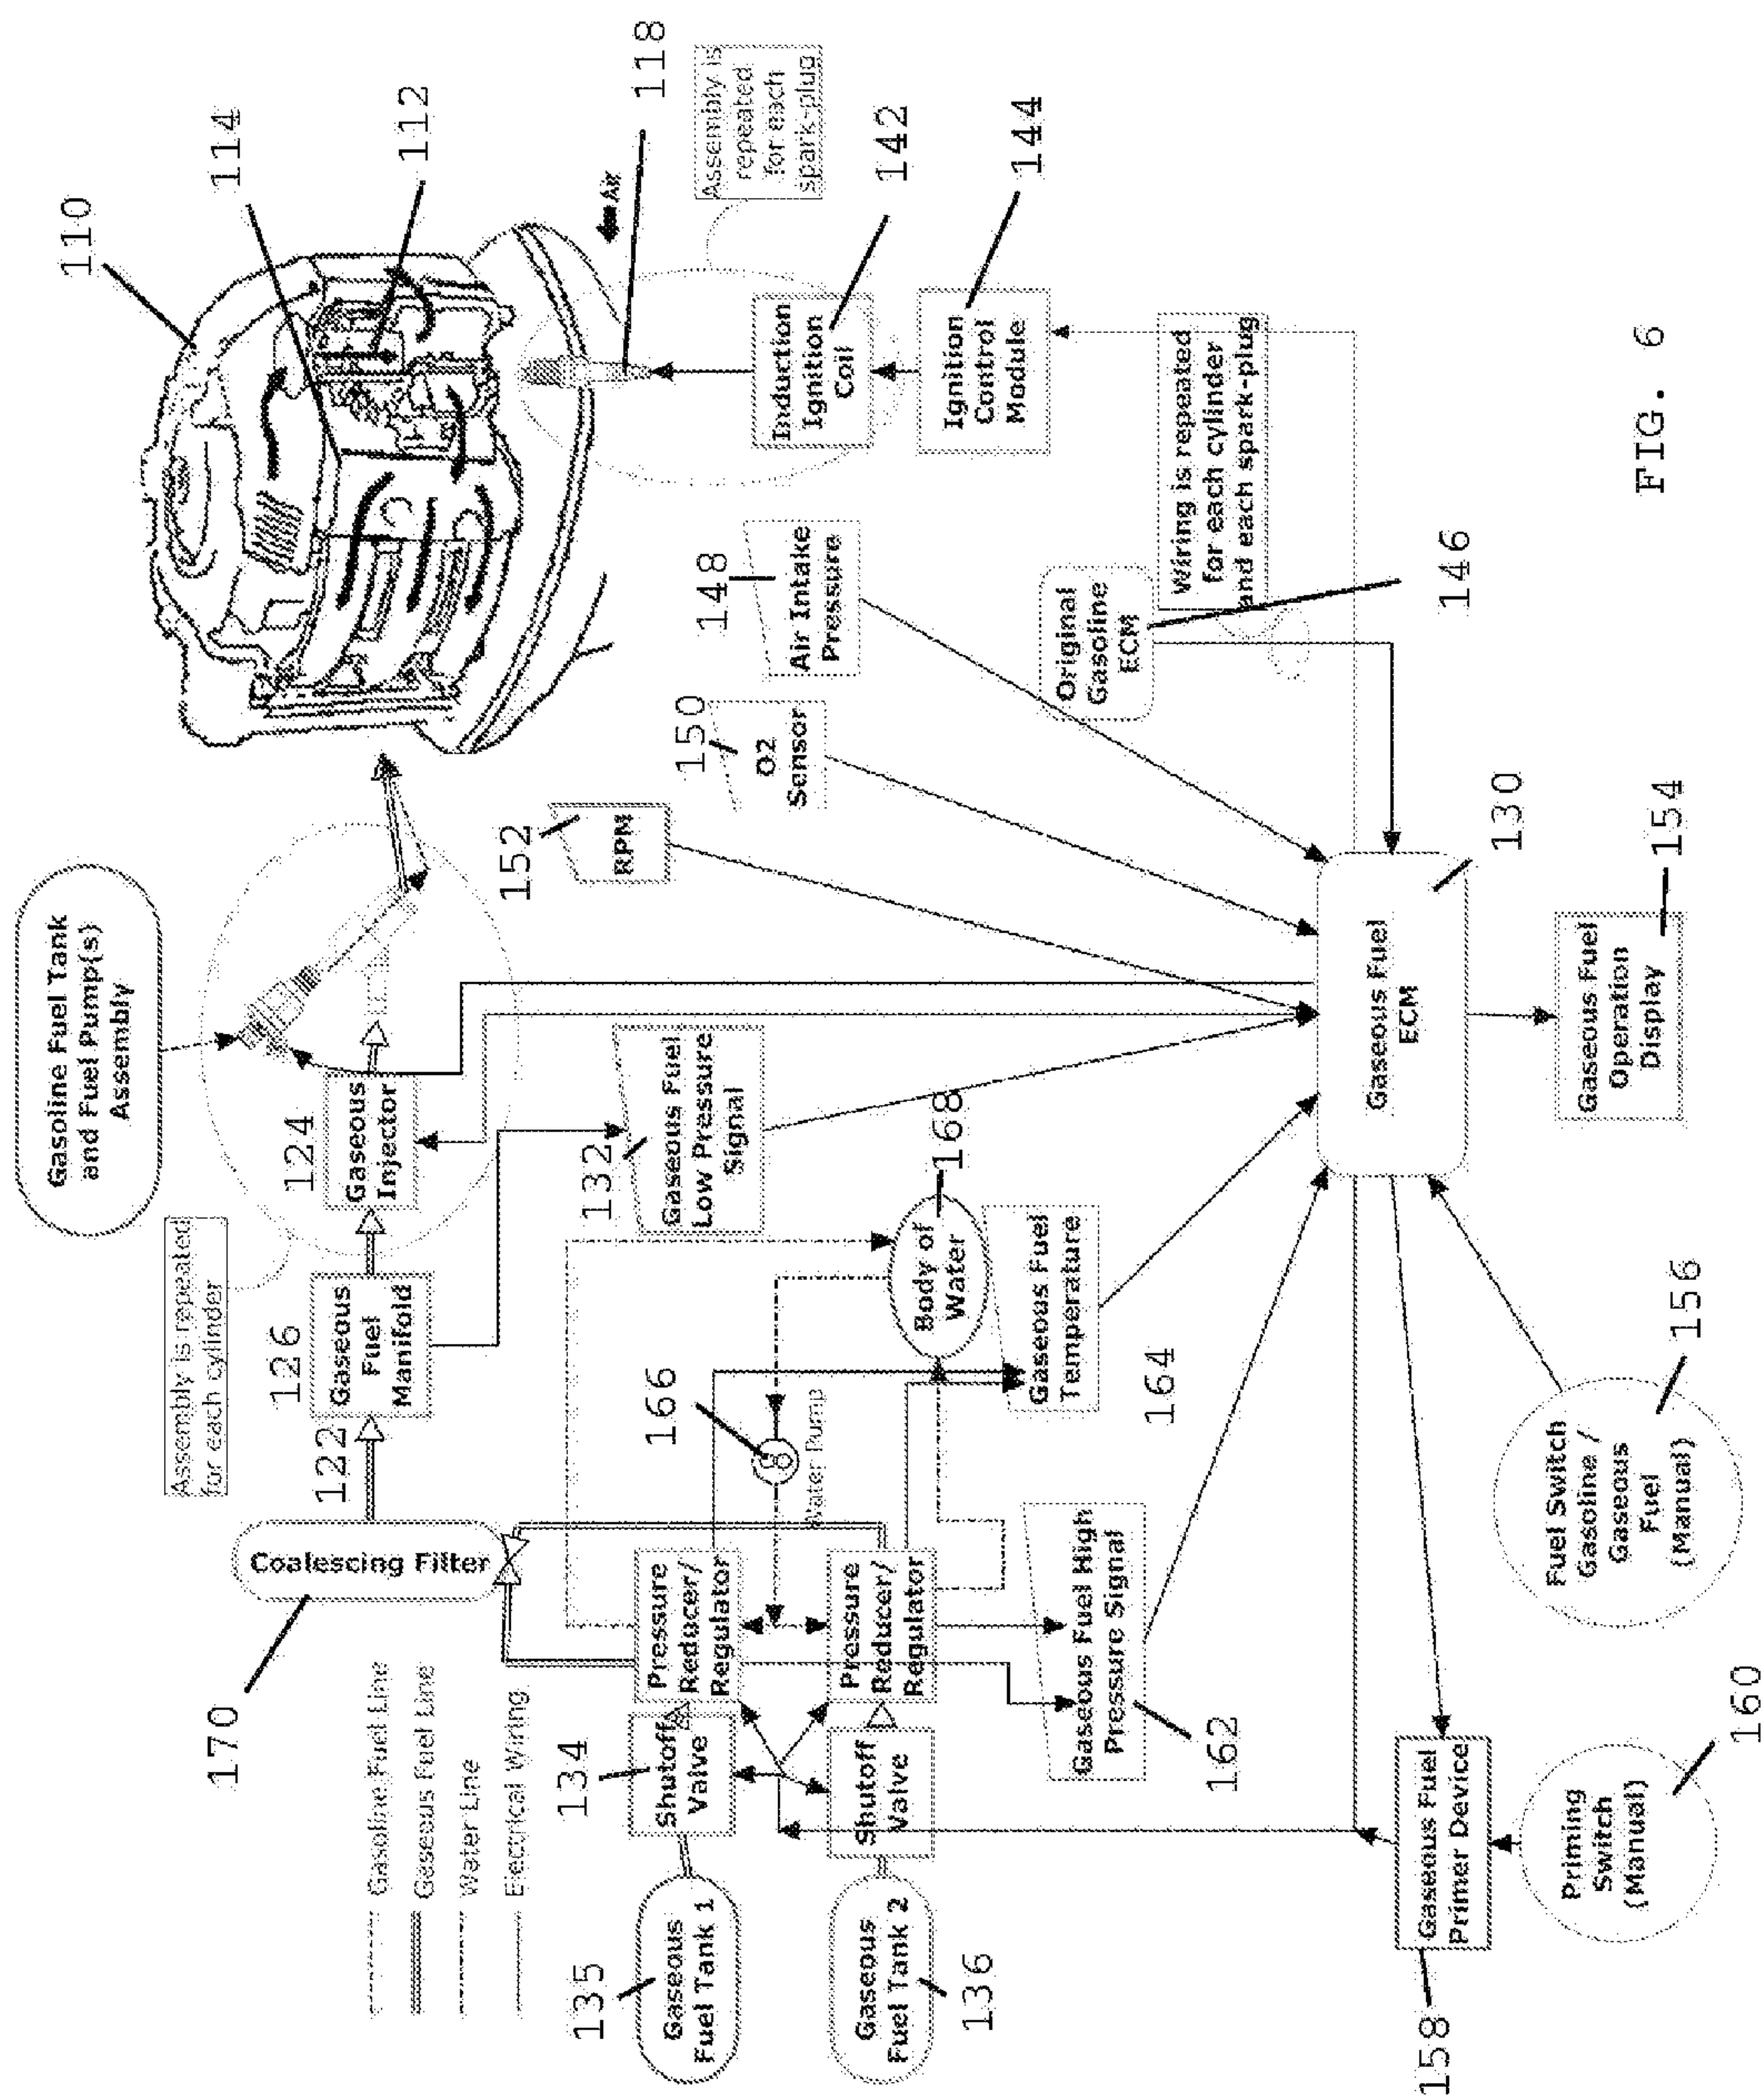 Gasoline Fuel Tank
and Fuel Pump(s)
Assembly
110
114
112
118
Air
Assembly is
repeated
for each
spark-plug
Assembly is repeated
for each cylinder
170
Coalescing Filter
122
126
Gaseous
Fuel
Manifold
124
Gaseous
Injector
Gasoline Fuel Line
Gaseous Fuel Line
Water Line
Electrical Wiring
135
Gaseous
Fuel Tank 1
134
Shutoff
Valve
Pressure
Reducer/
Regulator
166
Water Pump
132
Gaseous Fuel
Low Pressure
Signal
152
RPM
150
O2
Sensor
148
Air Intake
Pressure
Induction
Ignition
Coil
142
136
Gaseous
Fuel Tank 2
Shutoff
Valve
Pressure
Reducer/
Regulator
168
Body of
Water
Gaseous Fuel
Temperature
164
162
Gaseous Fuel High
Pressure Signal
Original
Gasoline
ECM
146
Ignition
Control
Module
144
Wiring is repeated
for each cylinder
and each spark-plug
Gaseous Fuel
ECM
130
158
Gaseous Fuel
Primer Device
Priming
Switch
(Manual)
160
Fuel Switch
Gasoline /
Gaseous
Fuel
(Manual)
156
Gaseous Fuel
Operation
Display
154
FIG. 6